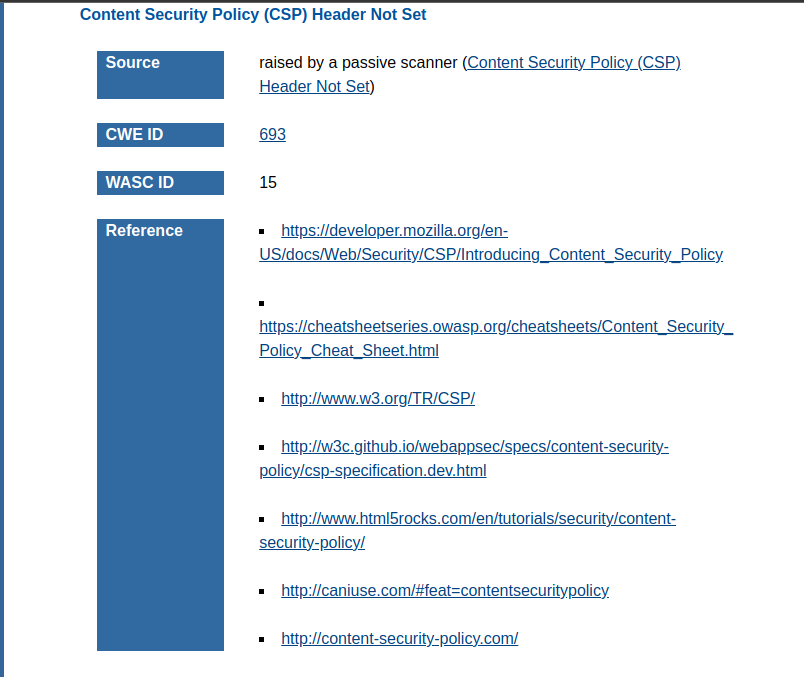 Content Security Policy (CSP) Header Not Set
Source
raised by a passive scanner (Content Security Policy (CSP)
Header Not Set)
CWE ID
693
WASC ID
15
Reference
https://developer.mozilla.org/en-
US/docs/Web/Security/CSP/Introducing_Content_Security_Policy
https://cheatsheetseries.owasp.org/cheatsheets/Content_Security_
Policy_Cheat_Sheet.html
http://www.w3.org/TR/CSP/
http://w3c.github.io/webappsec/specs/content-security-
policy/csp-specification.dev.html
http://www.html5rocks.com/en/tutorials/security/content-
security-policy/
http://caniuse.com/#feat=contentsecuritypolicy
http://content-security-policy.com/